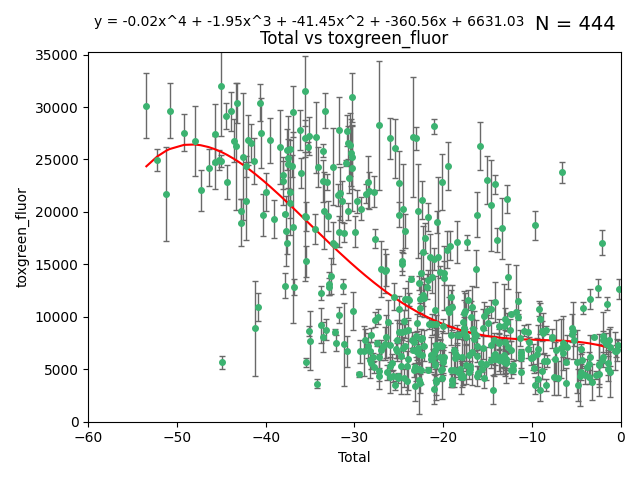 y = -0.02x^4 + -1.95x^3 + -41.45x^2 + -360.56x + 6631.03 N = 444
Total vs toxgreen_fluor
35000
30000
25000
20000
15000
10000
5000
0
toxgreen_fluor
−60 −50 −40 −30 −20 −10 0
Total